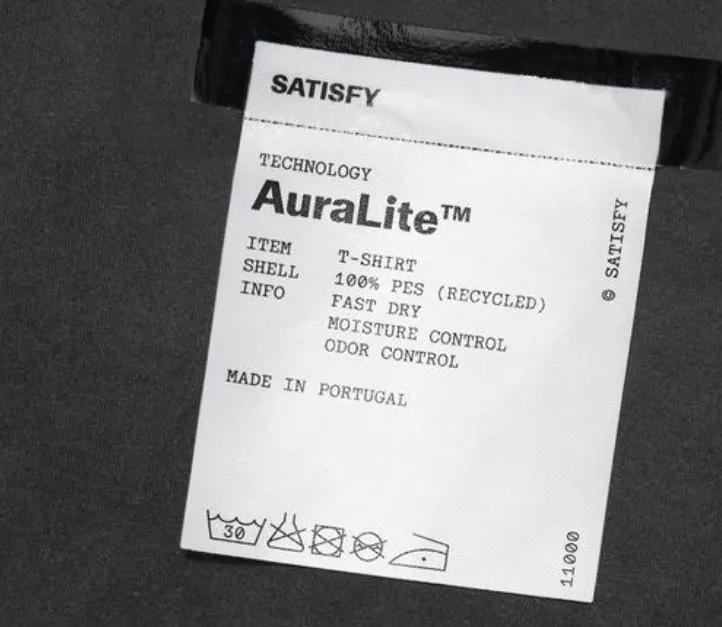 SATISFY
TECHNOLOGY
AuraLite™
ITEM T-SHIRT
SHELL 100% PES (RECYCLED)
INFO FAST DRY
MOISTURE CONTROL
ODOR CONTROL
MADE IN PORTUGAL
30
© SATISFY
11000